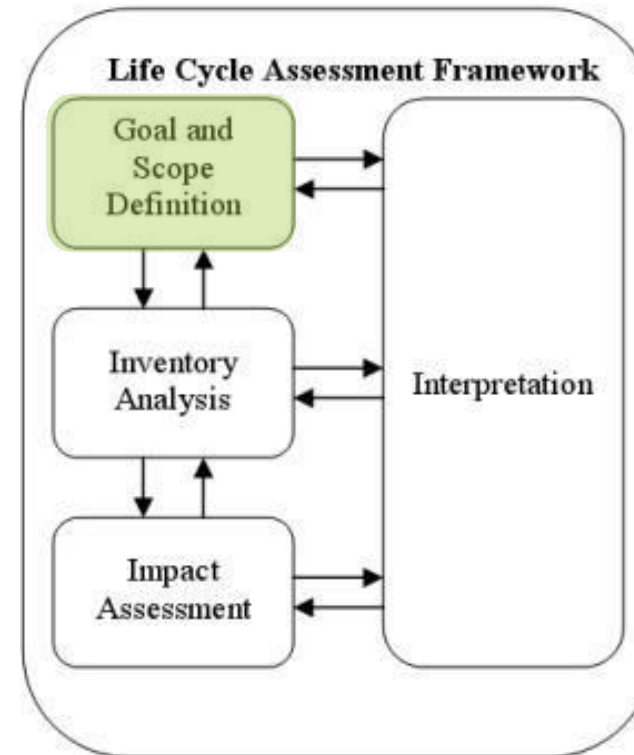 Life Cycle Assessment Framework
Goal and
Scope
Definition
Inventory
Analysis
Interpretation
Impact
Assessment